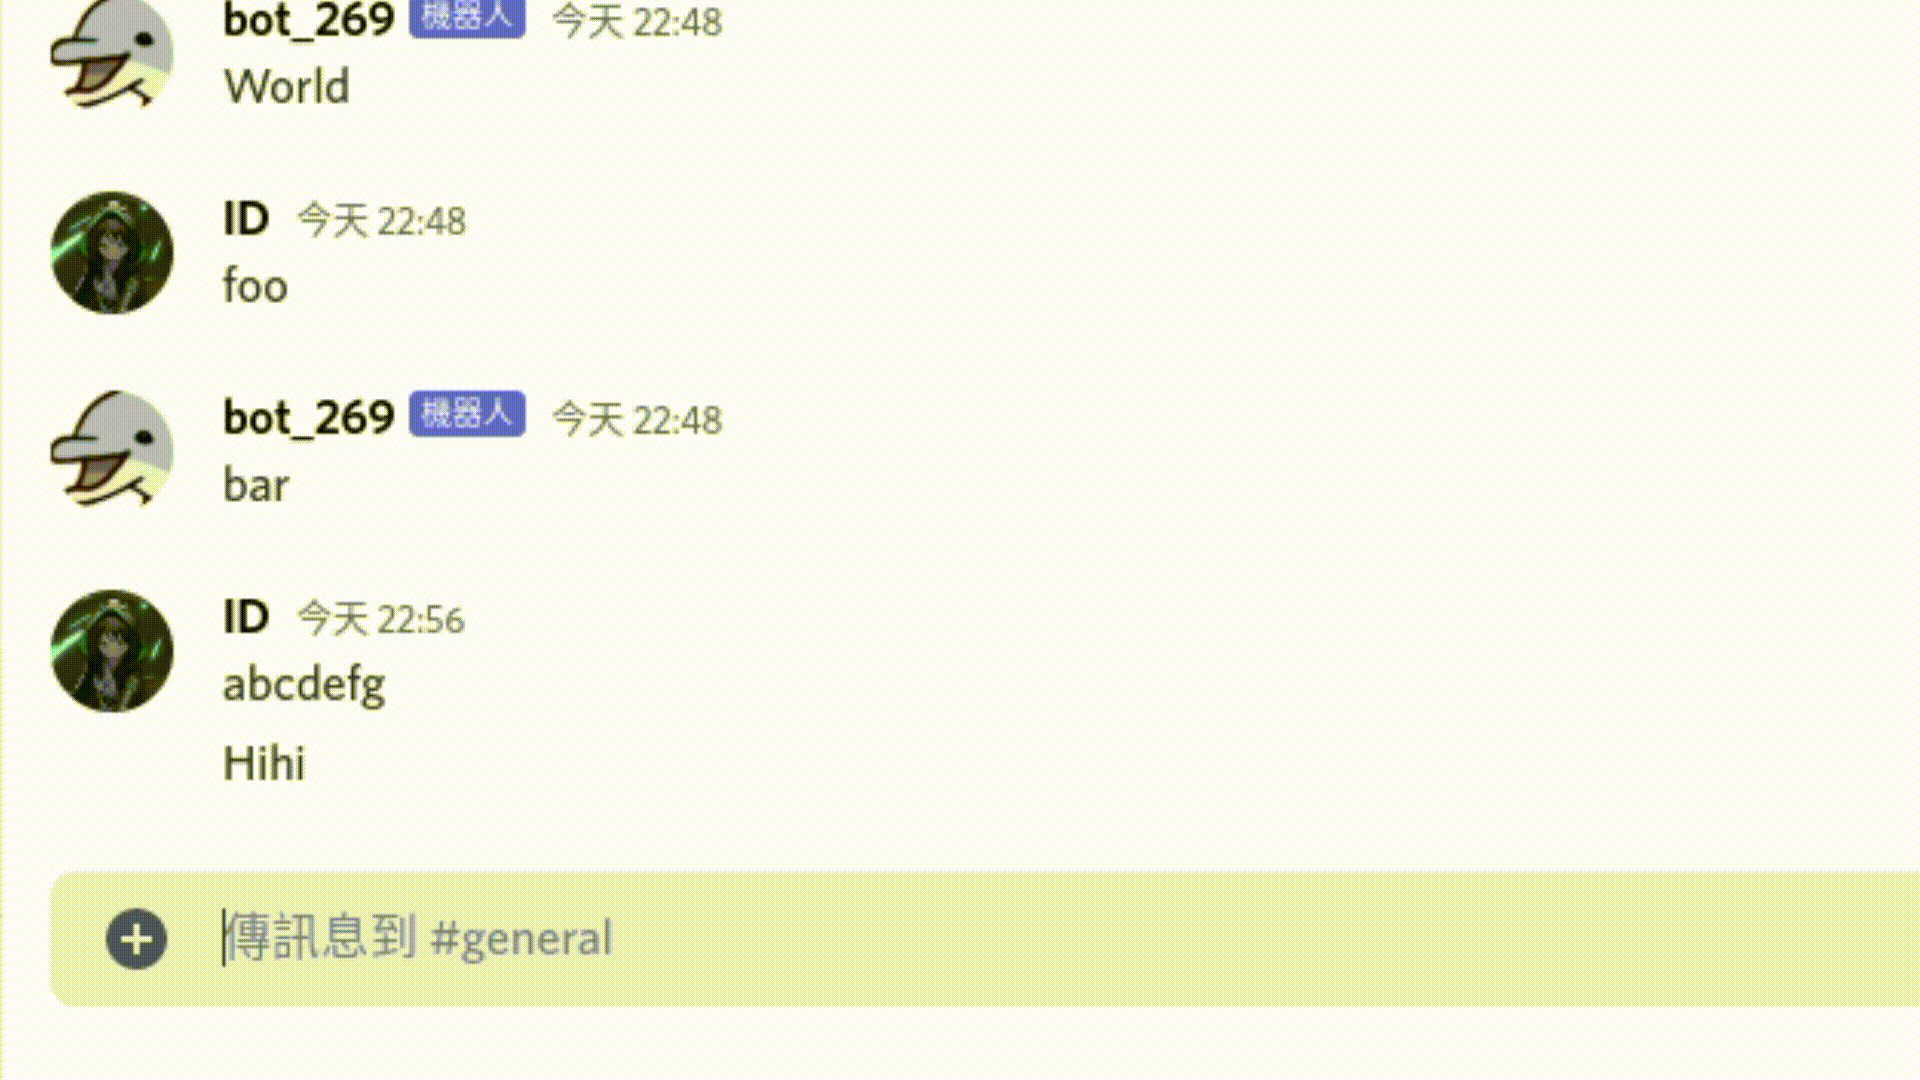 bot_269 機器人 今天 22:48
World
ID 今天 22:48
foo
bot_269 機器人 今天 22:48
bar
ID 今天 22:56
abcdefg
Hihi
傳訊息到 #general